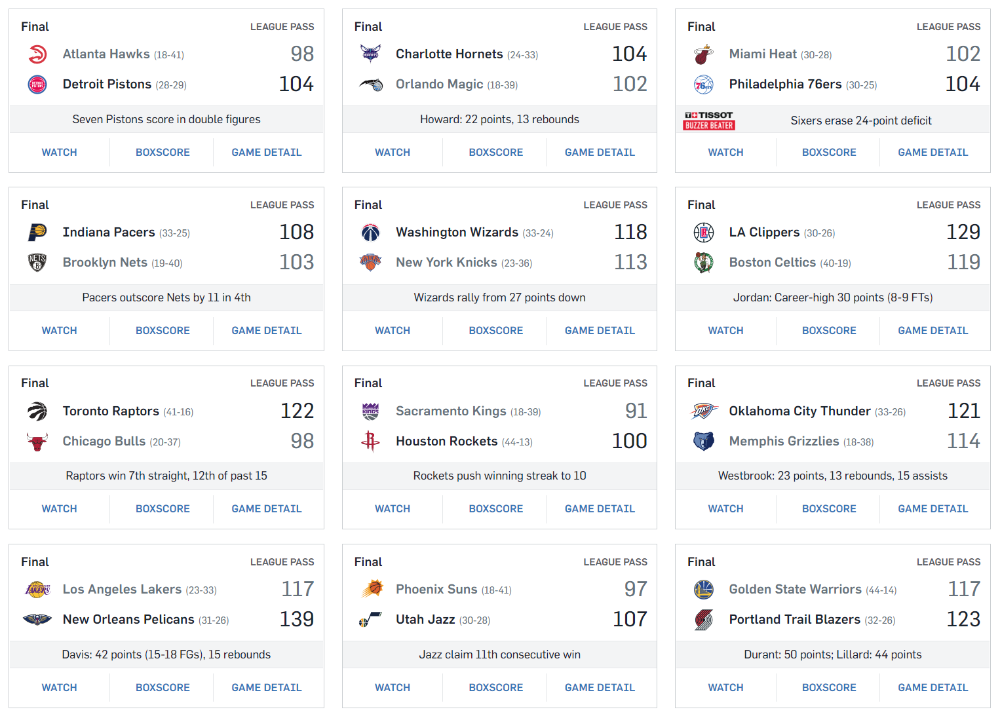 Final LEAGUE PASS
Atlanta Hawks (18-41) 98
Detroit Pistons (28-29) 104
Seven Pistons score in double figures
WATCH BOXSCORE GAME DETAIL
Final LEAGUE PASS
Charlotte Hornets (24-33) 104
Orlando Magic (18-39) 102
Howard: 22 points, 13 rebounds
WATCH BOXSCORE GAME DETAIL
Final LEAGUE PASS
Miami Heat (30-28) 102
76ers Philadelphia 76ers (30-25) 104
TISSOT
BUZZER BEATER
Sixers erase 24-point deficit
WATCH BOXSCORE GAME DETAIL
Final LEAGUE PASS
Indiana Pacers (33-25) 108
NETS B Brooklyn Nets (19-40) 103
Pacers outscore Nets by 11 in 4th
WATCH BOXSCORE GAME DETAIL
Final LEAGUE PASS
Washington Wizards (33-24) 118
New York Knicks (23-36) 113
Wizards rally from 27 points down
WATCH BOXSCORE GAME DETAIL
Final LEAGUE PASS
LA Clippers (30-26) 129
Boston Celtics (40-19) 119
Jordan: Career-high 30 points (8-9 FTs)
WATCH BOXSCORE GAME DETAIL
Final LEAGUE PASS
Toronto Raptors (41-16) 122
Chicago Bulls (20-37) 98
Raptors win 7th straight, 12th of past 15
WATCH BOXSCORE GAME DETAIL
Final LEAGUE PASS
KINGS Sacramento Kings (18-39) 91
R Houston Rockets (44-13) 100
Rockets push winning streak to 10
WATCH BOXSCORE GAME DETAIL
Final LEAGUE PASS
OKC Oklahoma City Thunder (33-26) 121
Memphis Grizzlies (18-38) 114
Westbrook: 23 points, 13 rebounds, 15 assists
WATCH BOXSCORE GAME DETAIL
Final LEAGUE PASS
LAKERS Los Angeles Lakers (23-33) 117
New Orleans Pelicans (31-26) 139
Davis: 42 points (15-18 FGs), 15 rebounds
WATCH BOXSCORE GAME DETAIL
Final LEAGUE PASS
Phoenix Suns (18-41) 97
Utah Jazz (30-28) 107
Jazz claim 11th consecutive win
WATCH BOXSCORE GAME DETAIL
Final LEAGUE PASS
Golden State Warriors (44-14) 117
Portland Trail Blazers (32-26) 123
Durant: 50 points; Lillard: 44 points
WATCH BOXSCORE GAME DETAIL